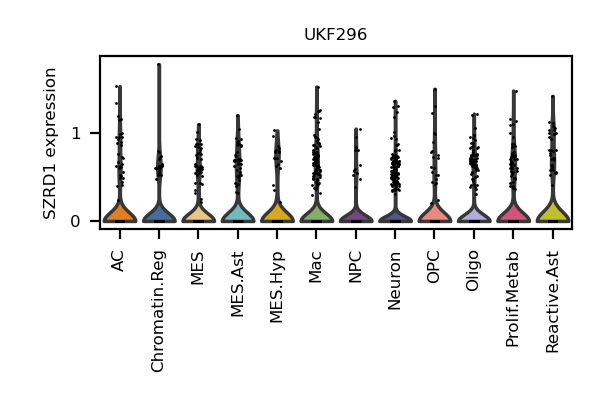 UKF296
SZRD1 expression
1
0
AC
Chromatin.Reg
MES
MES.Ast
MES.Hyp
Mac
NPC
Neuron
OPC
Oligo
Prolif.Metab
Reactive.Ast